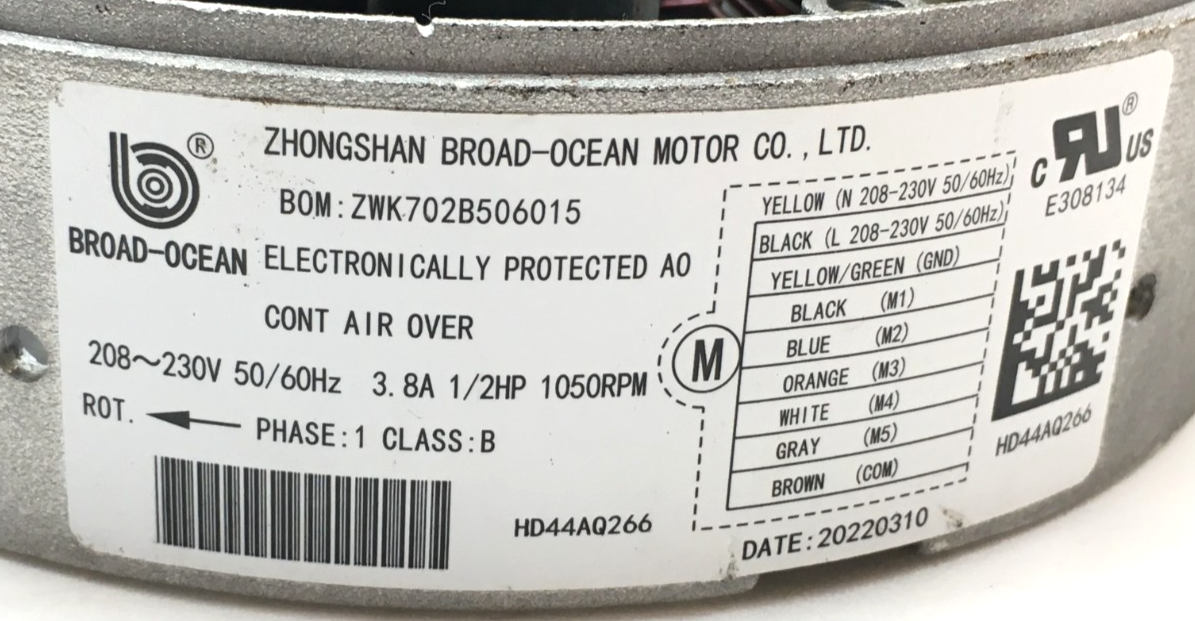 ZHONGSHAN BROAD-OCEAN MOTOR CO., LTD.
BOM: ZWK702B506015
BROAD-OCEAN
®
ELECTRONICALLY PROTECTED AO
CONT AIR OVER
208~230V 50/60Hz 3.8A 1/2HP 1050RPM
ROT.
PHASE:1 CLASS:B
HD44AQ266
M
YELLOW (N 208-230V 50/60Hz)
BLACK (L 208-230V 50/60Hz)
YELLOW/GREEN (GND)
BLACK (M1)
BLUE (M2)
ORANGE (M3)
WHITE (M4)
GRAY (M5)
BROWN (COM)
DATE:20220310
C RU US ®
E308134
HD44AQ266